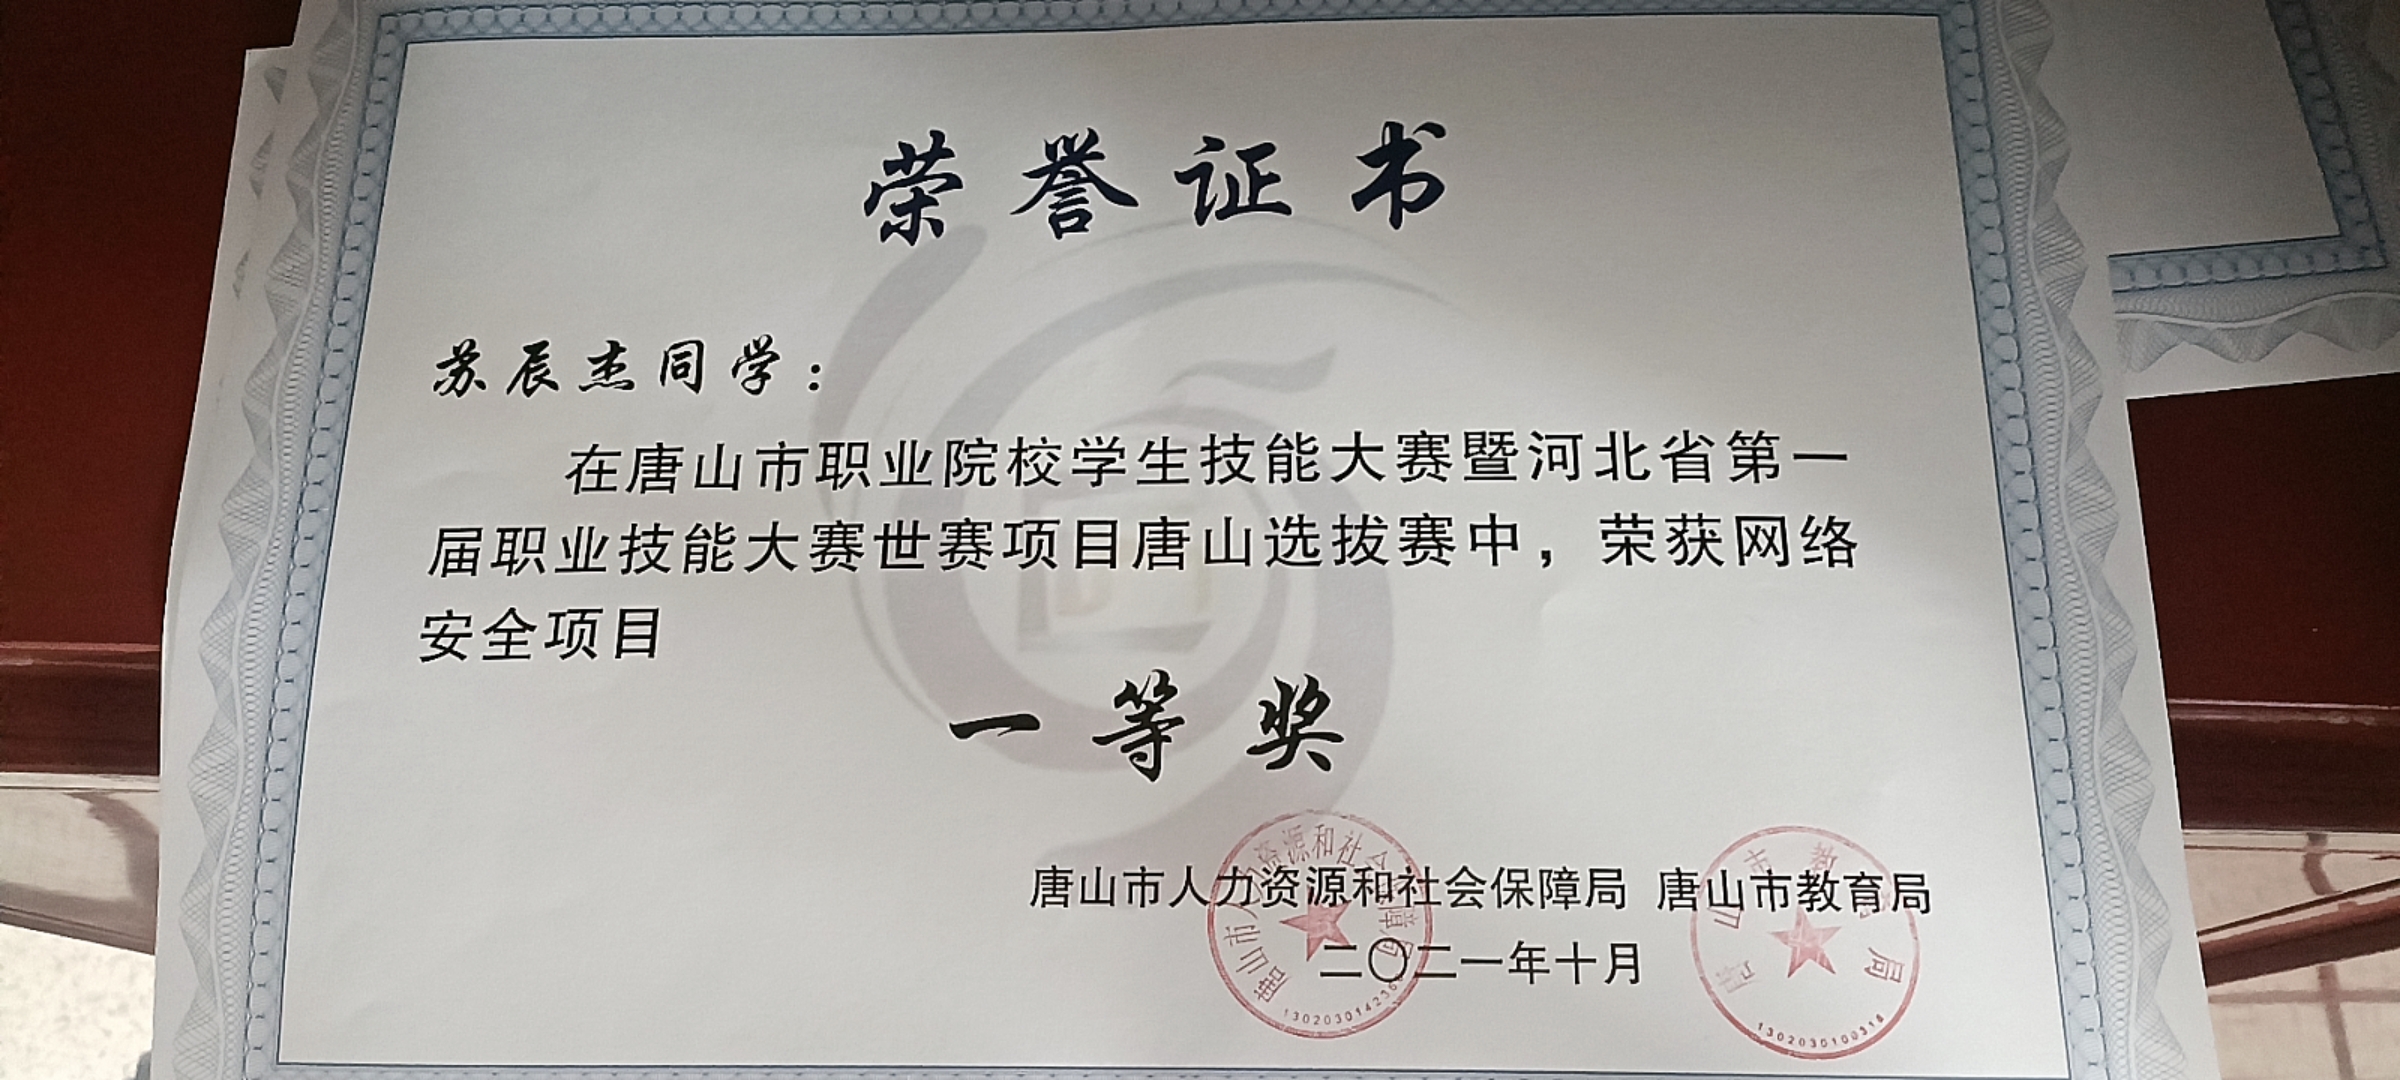 荣誉证书
苏辰杰同学：
在唐山市职业院校学生技能大赛暨河北省第一
届职业技能大赛世赛项目唐山选拔赛中，荣获网络
安全项目
一等奖
唐山市人力资源和社会保障局 唐山市教育局
二〇二一年十月
唐山市人力资源和社会保障局
唐山市教育局
1302030100316